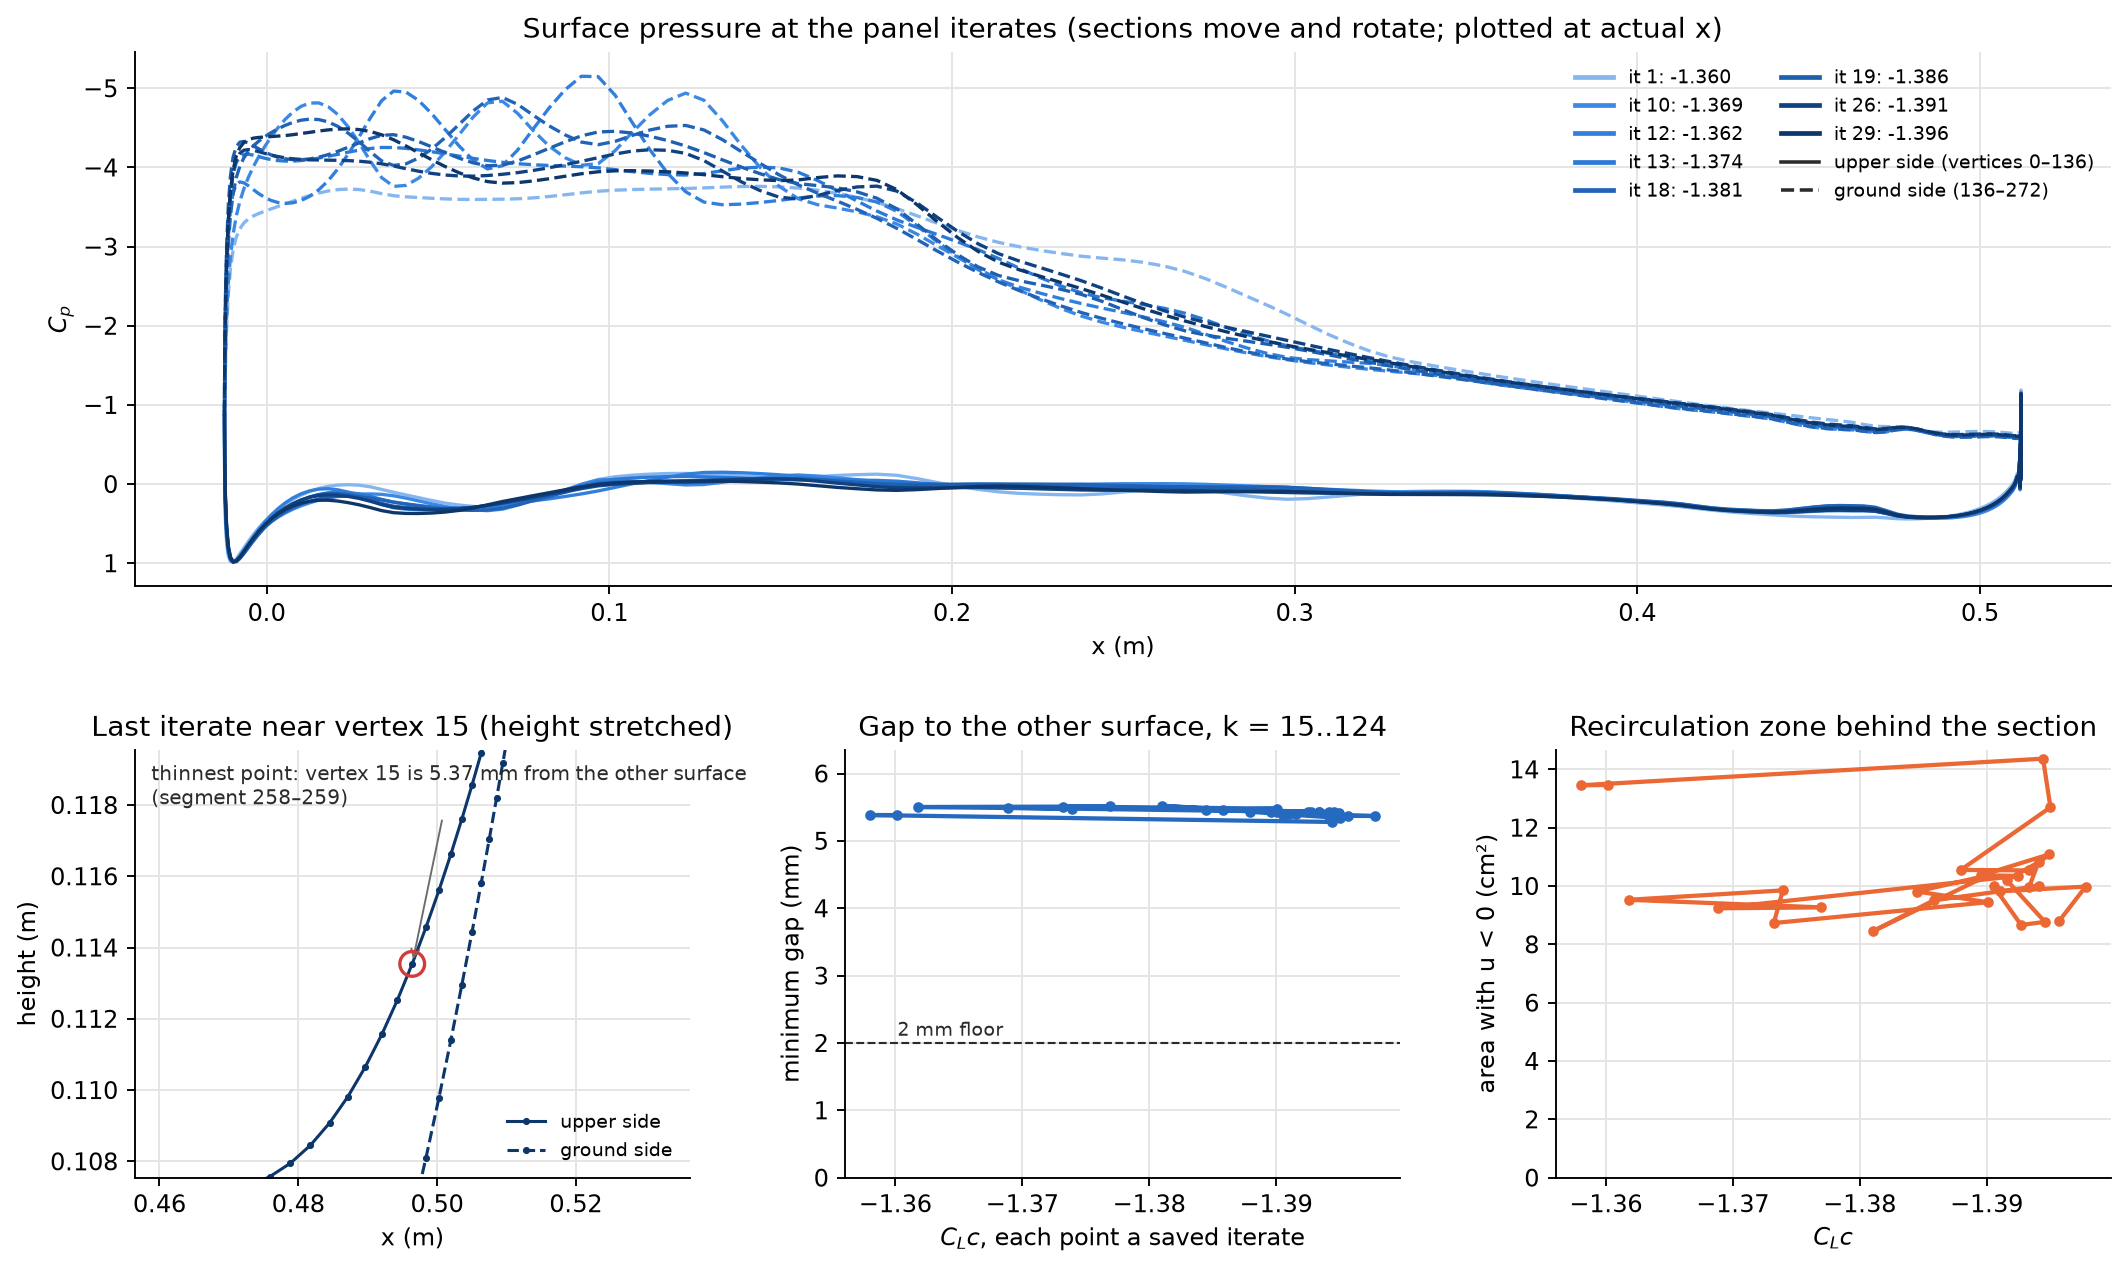 Surface pressure at the panel iterates (sections move and rotate; plotted at actual x)
it 1: -1.360
it 10: -1.369
it 12: -1.362
it 13: -1.374
it 18: -1.381
it 19: -1.386
it 26: -1.391
it 29: -1.396
upper side (vertices 0–136)
ground side (136–272)
−5
−4
−3
−2
−1
0
1
Cp
0.0
0.1
0.2
0.3
0.4
0.5
x (m)
Last iterate near vertex 15 (height stretched)
thinnest point: vertex 15 is 5.37 mm from the other surface
(segment 258–259)
0.118
0.116
0.114
0.112
0.110
0.108
height (m)
upper side
ground side
0.46
0.48
0.50
0.52
x (m)
Gap to the other surface, k = 15..124
6
5
4
3
2
1
0
minimum gap (mm)
2 mm floor
−1.36
−1.37
−1.38
−1.39
CLc, each point a saved iterate
Recirculation zone behind the section
14
12
10
8
6
4
2
0
area with u < 0 (cm²)
−1.36
−1.37
−1.38
−1.39
CLc